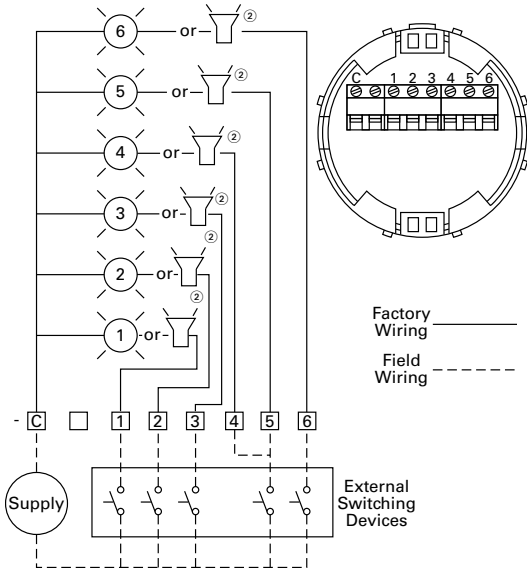 6 or ②
5 or ②
4 or ②
3 or ②
2 or ②
1 or ②
C 1 2 3 4 5 6
Factory
Wiring
Field
Wiring
- C 1 2 3 4 5 6
Supply
External
Switching
Devices